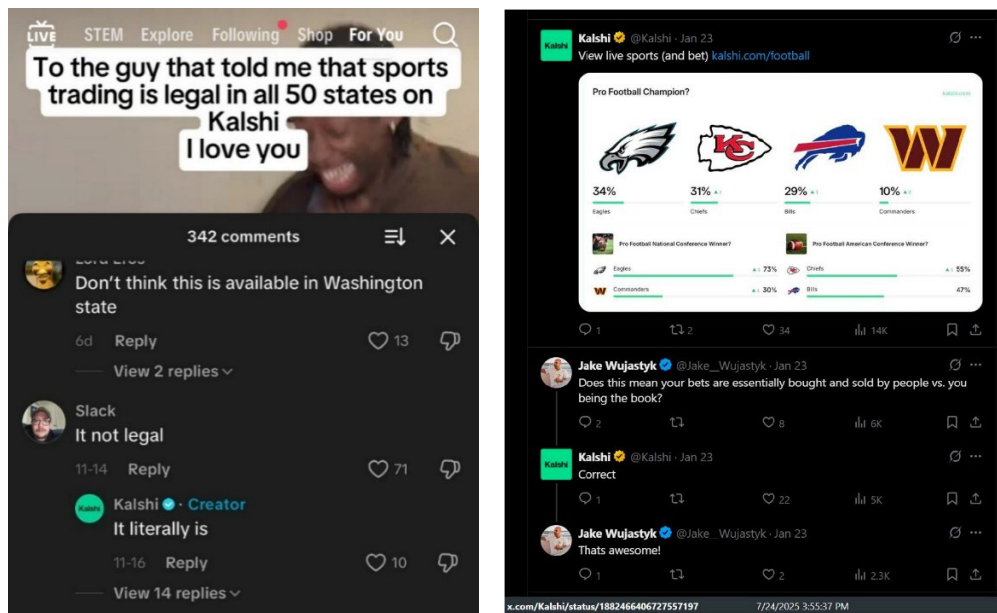 LIVE STEM Explore Following Shop For You
To the guy that told me that sports
trading is legal in all 50 states on
Kalshi
I love you
342 comments
Don't think this is available in Washington
state
6d Reply 13
View 2 replies
Slack
It not legal
11-14 Reply 71
Kalshi
Kalshi · Creator
It literally is
11-16 Reply 10
View 14 replies
Kalshi
Kalshi @Kalshi · Jan 23
View live sports (and bet) kalshi.com/football
Pro Football Champion?
34% 31% 29% 10%
Eagles Chiefs Bills Commanders
Pro Football National Conference Winner? Pro Football American Conference Winner?
Eagles 73% Chiefs 55%
Commanders 30% Bills 47%
1 2 34 14K
Jake Wujastyk @Jake__Wujastyk · Jan 23
Does this mean your bets are essentially bought and sold by people vs. you
being the book?
2 8 6K
Kalshi
Kalshi @Kalshi · Jan 23
Correct
1 22 5K
Jake Wujastyk @Jake__Wujastyk · Jan 23
Thats awesome!
1 2 2.3K
x.com/Kalshi/status/1882466406727557197 7/24/2025 3:55:37 PM